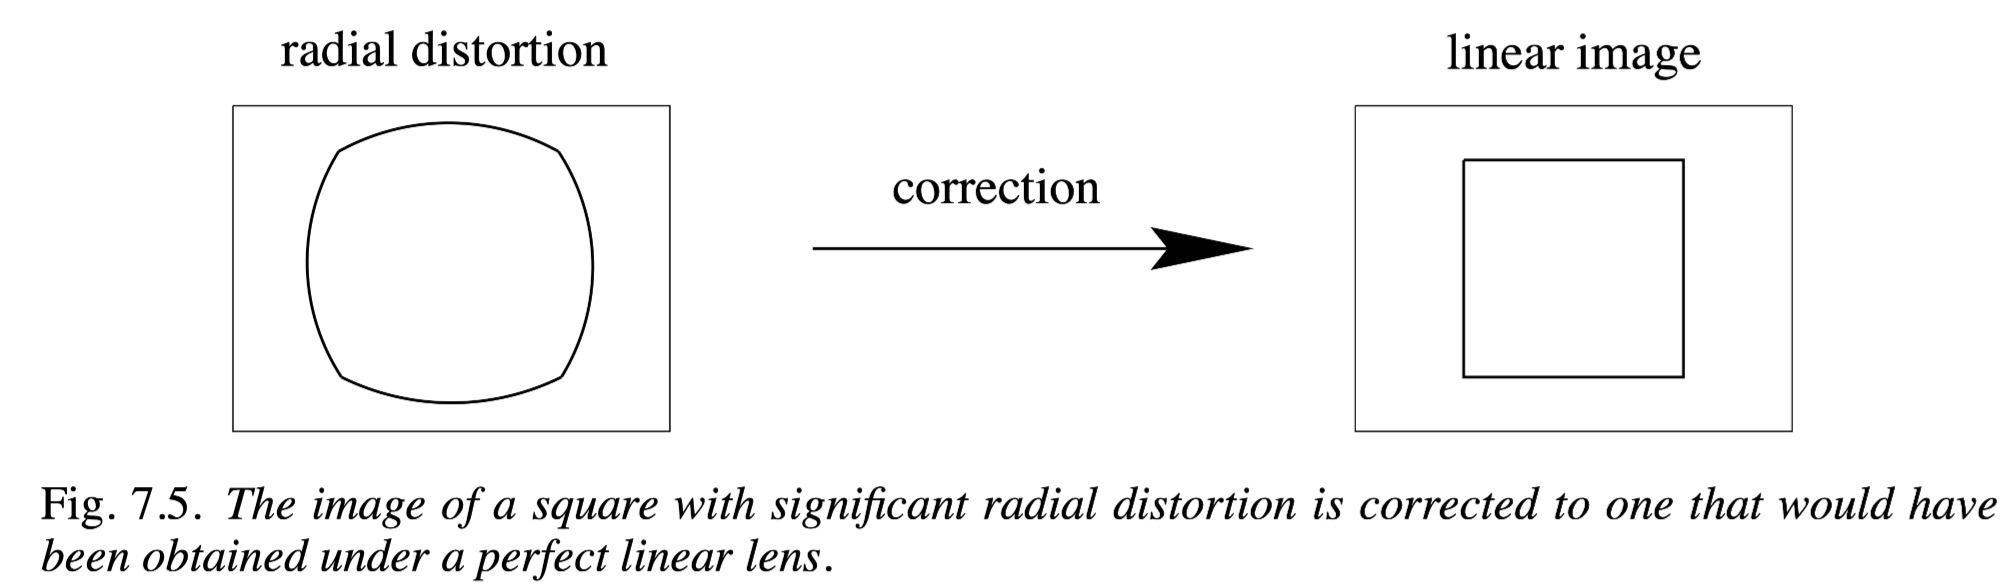 radial distortion
linear image
correction
Fig. 7.5. The image of a square with significant radial distortion is corrected to one that would have
been obtained under a perfect linear lens.